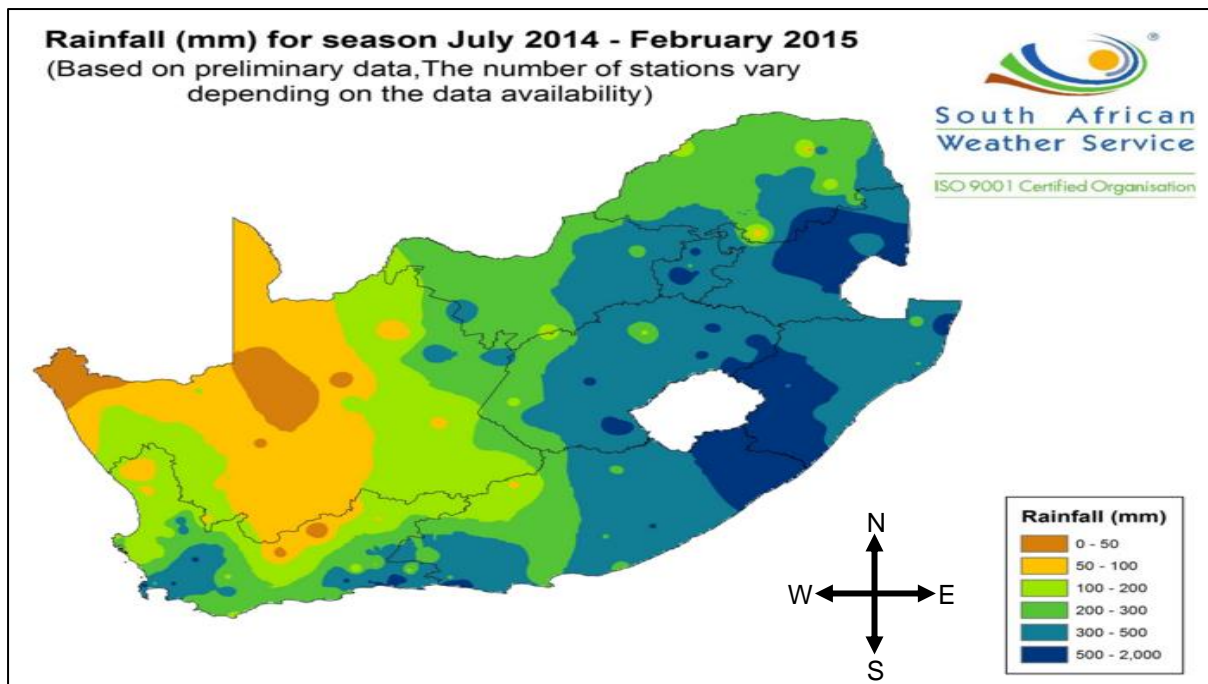 Rainfall (mm) for season July 2014 - February 2015
(Based on preliminary data,The number of stations vary
depending on the data availability)
®
South African
Weather Service
ISO 9001 Certified Organisation
N
W E
S
Rainfall (mm)
0 - 50
50 - 100
100 - 200
200 - 300
300 - 500
500 - 2,000